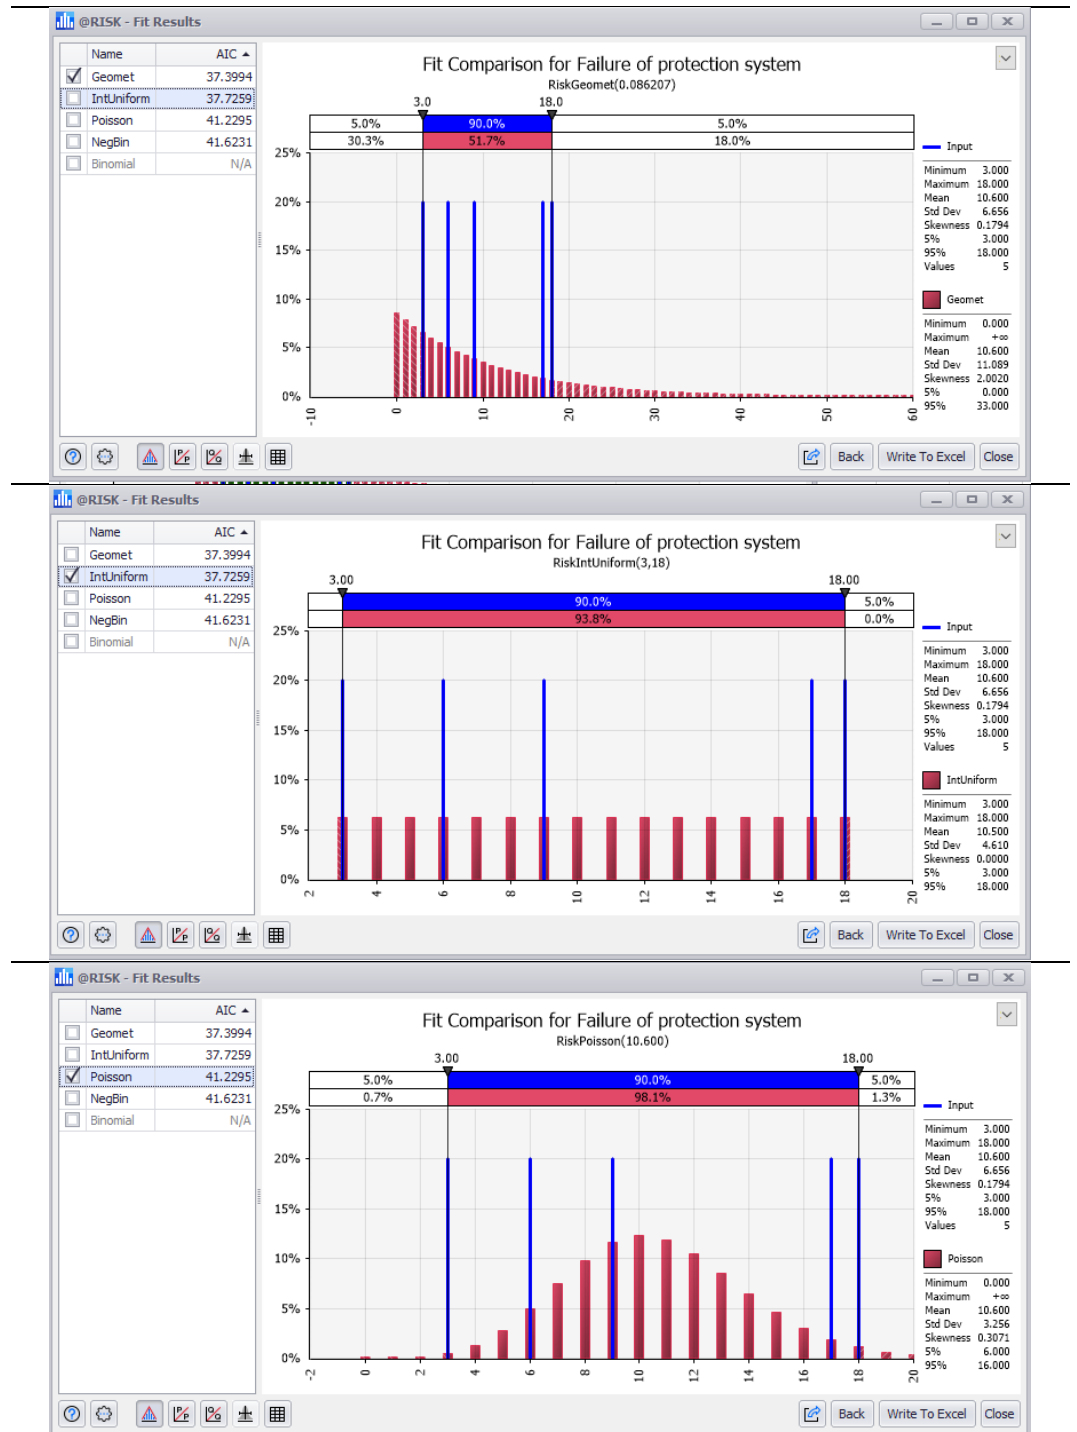 @RISK - Fit Results
Name AIC
Geomet 37.3994
IntUniform 37.7259
Poisson 41.2295
NegBin 41.6231
Binomial N/A
Fit Comparison for Failure of protection system
RiskGeomet(0.086207)
3.0 18.0
5.0% 90.0% 5.0%
30.3% 51.7% 18.0%
25%
20%
15%
10%
5%
0%
-10 0 10 20 30 40 50 60
Input
Minimum 3.000
Maximum 18.000
Mean 10.600
Std Dev 6.656
Skewness 0.1794
5% 3.000
95% 18.000
Values 5
Geomet
Minimum 0.000
Maximum +∞
Mean 10.600
Std Dev 11.089
Skewness 2.0020
5% 0.000
95% 33.000
Back Write To Excel Close
@RISK - Fit Results
Name AIC
Geomet 37.3994
IntUniform 37.7259
Poisson 41.2295
NegBin 41.6231
Binomial N/A
Fit Comparison for Failure of protection system
RiskIntUniform(3,18)
3.00 18.00
90.0% 5.0%
93.8% 0.0%
25%
20%
15%
10%
5%
0%
2 4 6 8 10 12 14 16 18 20
Input
Minimum 3.000
Maximum 18.000
Mean 10.600
Std Dev 6.656
Skewness 0.1794
5% 3.000
95% 18.000
Values 5
IntUniform
Minimum 3.000
Maximum 18.000
Mean 10.500
Std Dev 4.610
Skewness 0.0000
5% 3.000
95% 18.000
Back Write To Excel Close
@RISK - Fit Results
Name AIC
Geomet 37.3994
IntUniform 37.7259
Poisson 41.2295
NegBin 41.6231
Binomial N/A
Fit Comparison for Failure of protection system
RiskPoisson(10.600)
3.00 18.00
5.0% 90.0% 5.0%
0.7% 98.1% 1.3%
25%
20%
15%
10%
5%
0%
-2 0 2 4 6 8 10 12 14 16 18 20
Input
Minimum 3.000
Maximum 18.000
Mean 10.600
Std Dev 6.656
Skewness 0.1794
5% 3.000
95% 18.000
Values 5
Poisson
Minimum 0.000
Maximum +∞
Mean 10.600
Std Dev 3.256
Skewness 0.3071
5% 6.000
95% 16.000
Back Write To Excel Close